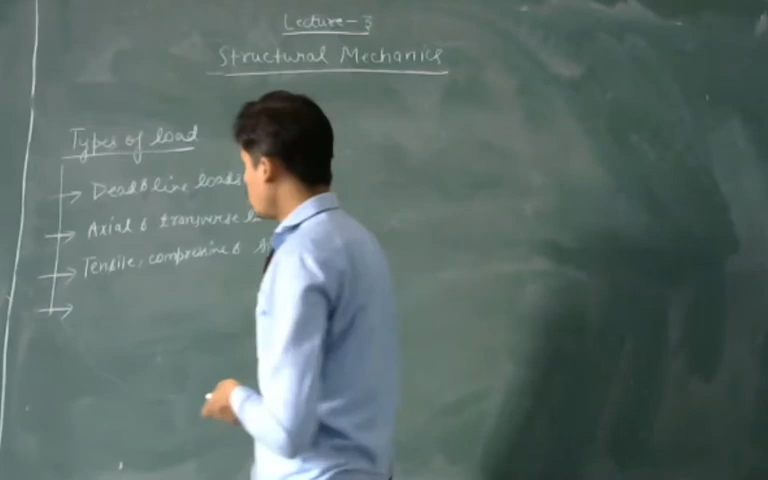 Lecture-3
Structural Mechanics
Types of load
Dead & live loads
Axial & transverse
Tensile, compressive &